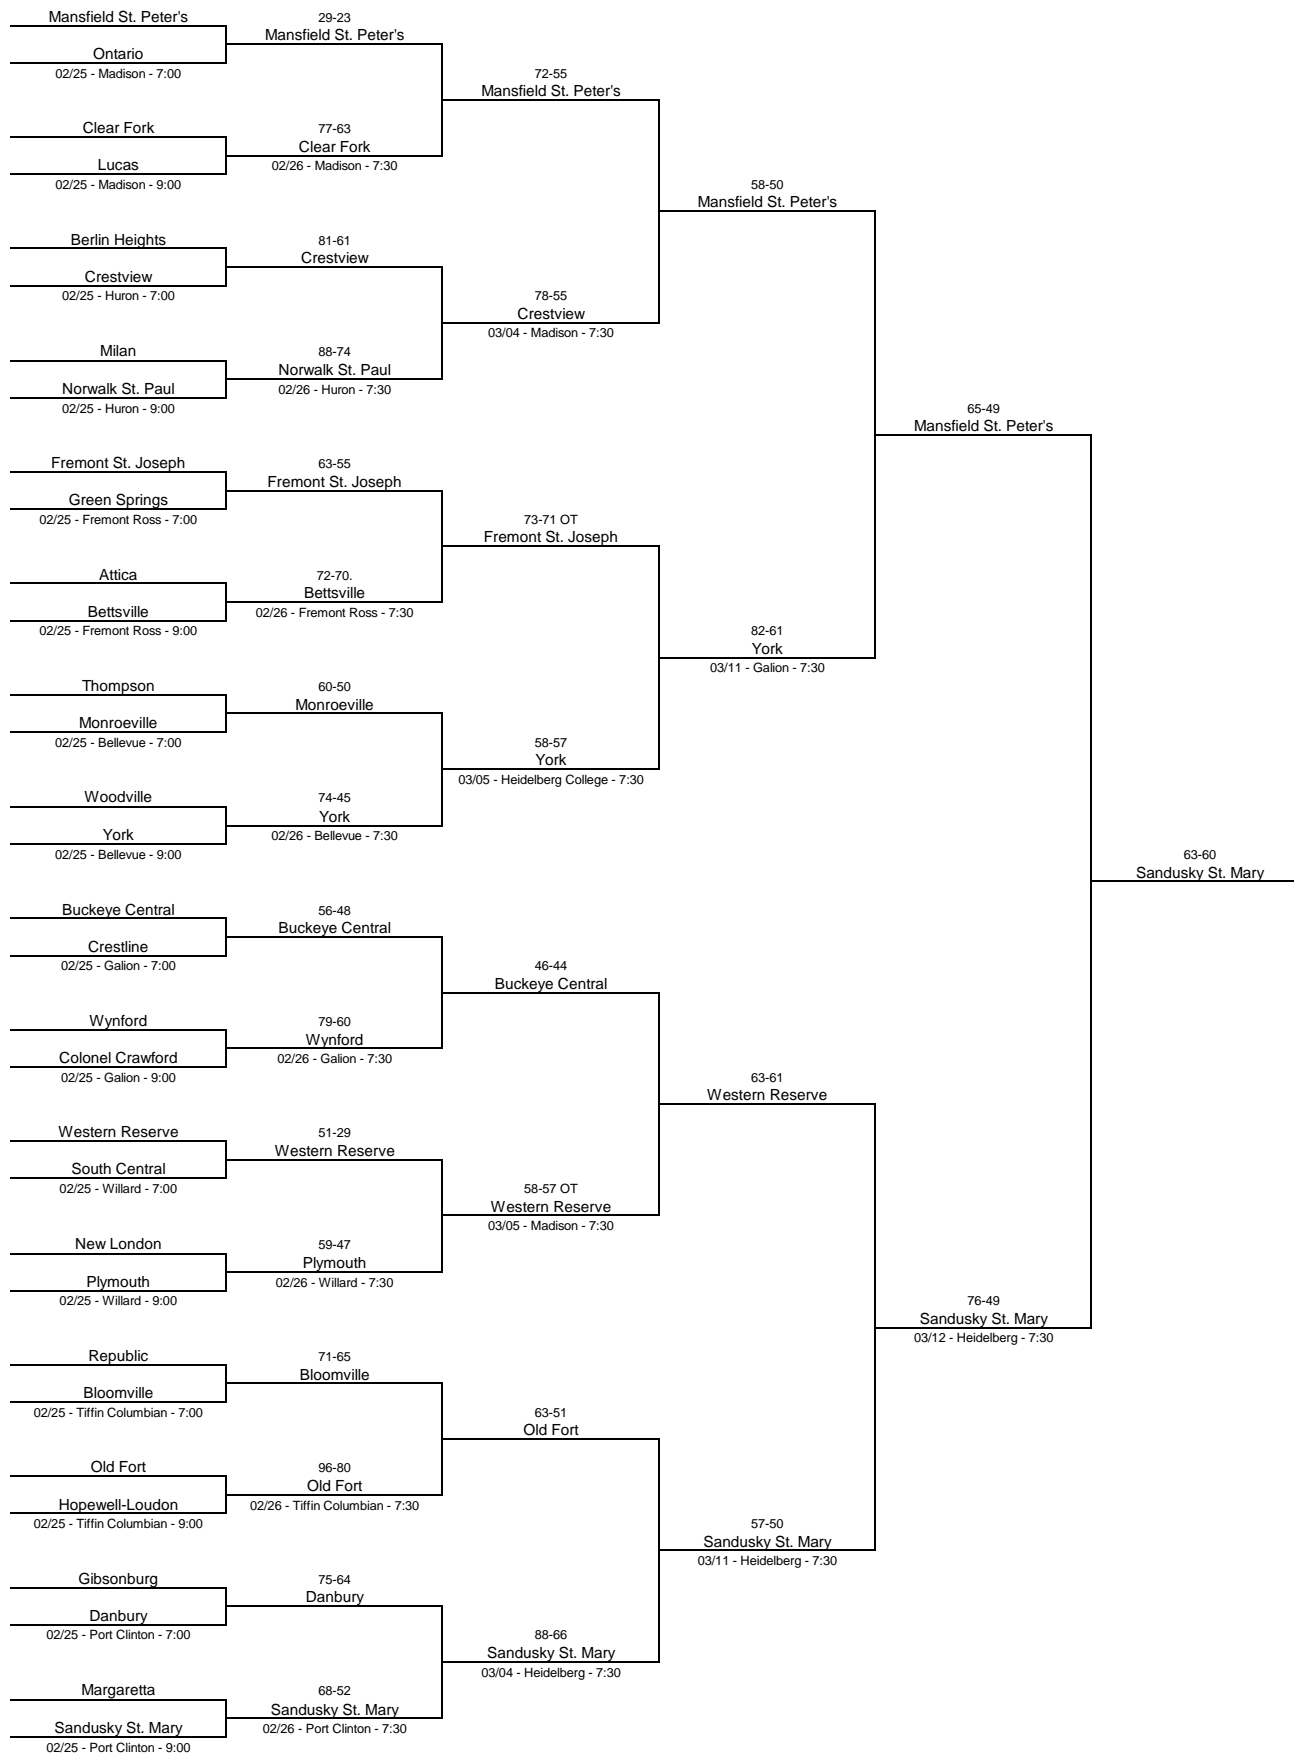 Mansfield St. Peter's
Ontario
02/25 - Madison - 7:00
Clear Fork
Lucas
02/25 - Madison - 9:00
Berlin Heights
Crestview
02/25 - Huron - 7:00
Milan
Norwalk St. Paul
02/25 - Huron - 9:00
Fremont St. Joseph
Green Springs
02/25 - Fremont Ross - 7:00
Attica
Bettsville
02/25 - Fremont Ross - 9:00
Thompson
Monroeville
02/25 - Bellevue - 7:00
Woodville
York
02/25 - Bellevue - 9:00
Buckeye Central
Crestline
02/25 - Galion - 7:00
Wynford
Colonel Crawford
02/25 - Galion - 9:00
Western Reserve
South Central
02/25 - Willard - 7:00
New London
Plymouth
02/25 - Willard - 9:00
Republic
Bloomville
02/25 - Tiffin Columbian - 7:00
Old Fort
Hopewell-Loudon
02/25 - Tiffin Columbian - 9:00
Gibsonburg
Danbury
02/25 - Port Clinton - 7:00
Margaretta
Sandusky St. Mary
02/25 - Port Clinton - 9:00
29-23
Mansfield St. Peter's
77-63
Clear Fork
02/26 - Madison - 7:30
81-61
Crestview
88-74
Norwalk St. Paul
02/26 - Huron - 7:30
63-55
Fremont St. Joseph
72-70.
Bettsville
02/26 - Fremont Ross - 7:30
60-50
Monroeville
74-45
York
02/26 - Bellevue - 7:30
56-48
Buckeye Central
79-60
Wynford
02/26 - Galion - 7:30
51-29
Western Reserve
59-47
Plymouth
02/26 - Willard - 7:30
71-65
Bloomville
96-80
Old Fort
02/26 - Tiffin Columbian - 7:30
75-64
Danbury
68-52
Sandusky St. Mary
02/26 - Port Clinton - 7:30
72-55
Mansfield St. Peter's
78-55
Crestview
03/04 - Madison - 7:30
73-71 OT
Fremont St. Joseph
58-57
York
03/05 - Heidelberg College - 7:30
46-44
Buckeye Central
58-57 OT
Western Reserve
03/05 - Madison - 7:30
63-51
Old Fort
88-66
Sandusky St. Mary
03/04 - Heidelberg - 7:30
58-50
Mansfield St. Peter's
82-61
York
03/11 - Galion - 7:30
63-61
Western Reserve
57-50
Sandusky St. Mary
03/11 - Heidelberg - 7:30
65-49
Mansfield St. Peter's
76-49
Sandusky St. Mary
03/12 - Heidelberg - 7:30
63-60
Sandusky St. Mary